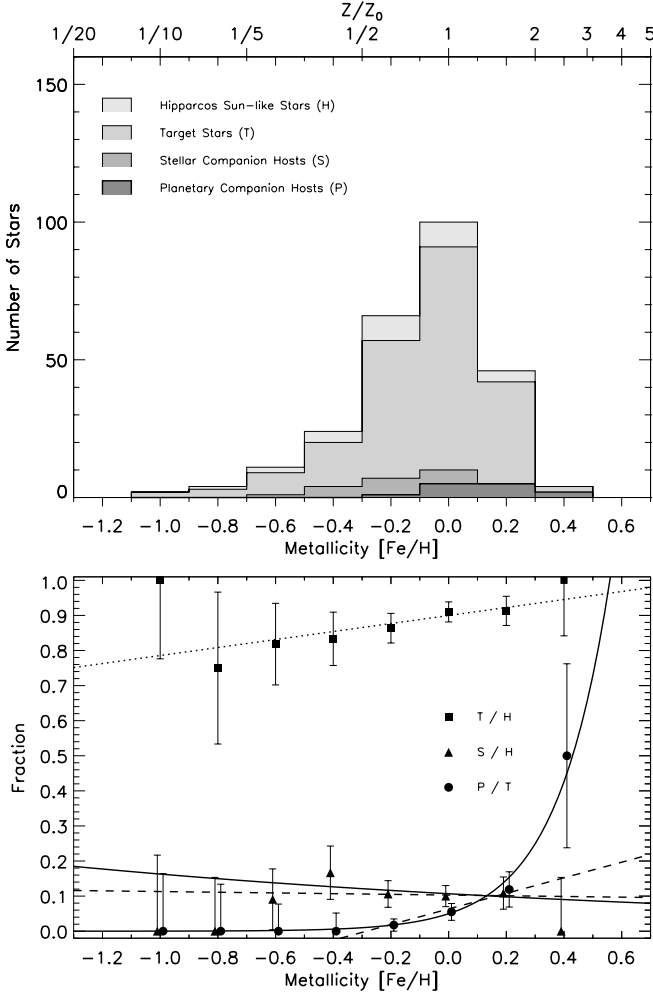 Z/Z₀
1/20 1/10 1/5 1/2 1 2 3 4 5
150
Hipparcos Sun-like Stars (H)
Target Stars (T)
Stellar Companion Hosts (S)
Planetary Companion Hosts (P)
100
Number of Stars
50
0
-1.2 -1.0 -0.8 -0.6 -0.4 -0.2 0.0 0.2 0.4 0.6
Metallicity [Fe/H]
1.0
0.9
0.8
0.7
0.6
T / H
0.5
S / H
Fraction
0.4
P / T
0.3
0.2
0.1
0.0
-1.2 -1.0 -0.8 -0.6 -0.4 -0.2 0.0 0.2 0.4 0.6
Metallicity [Fe/H]